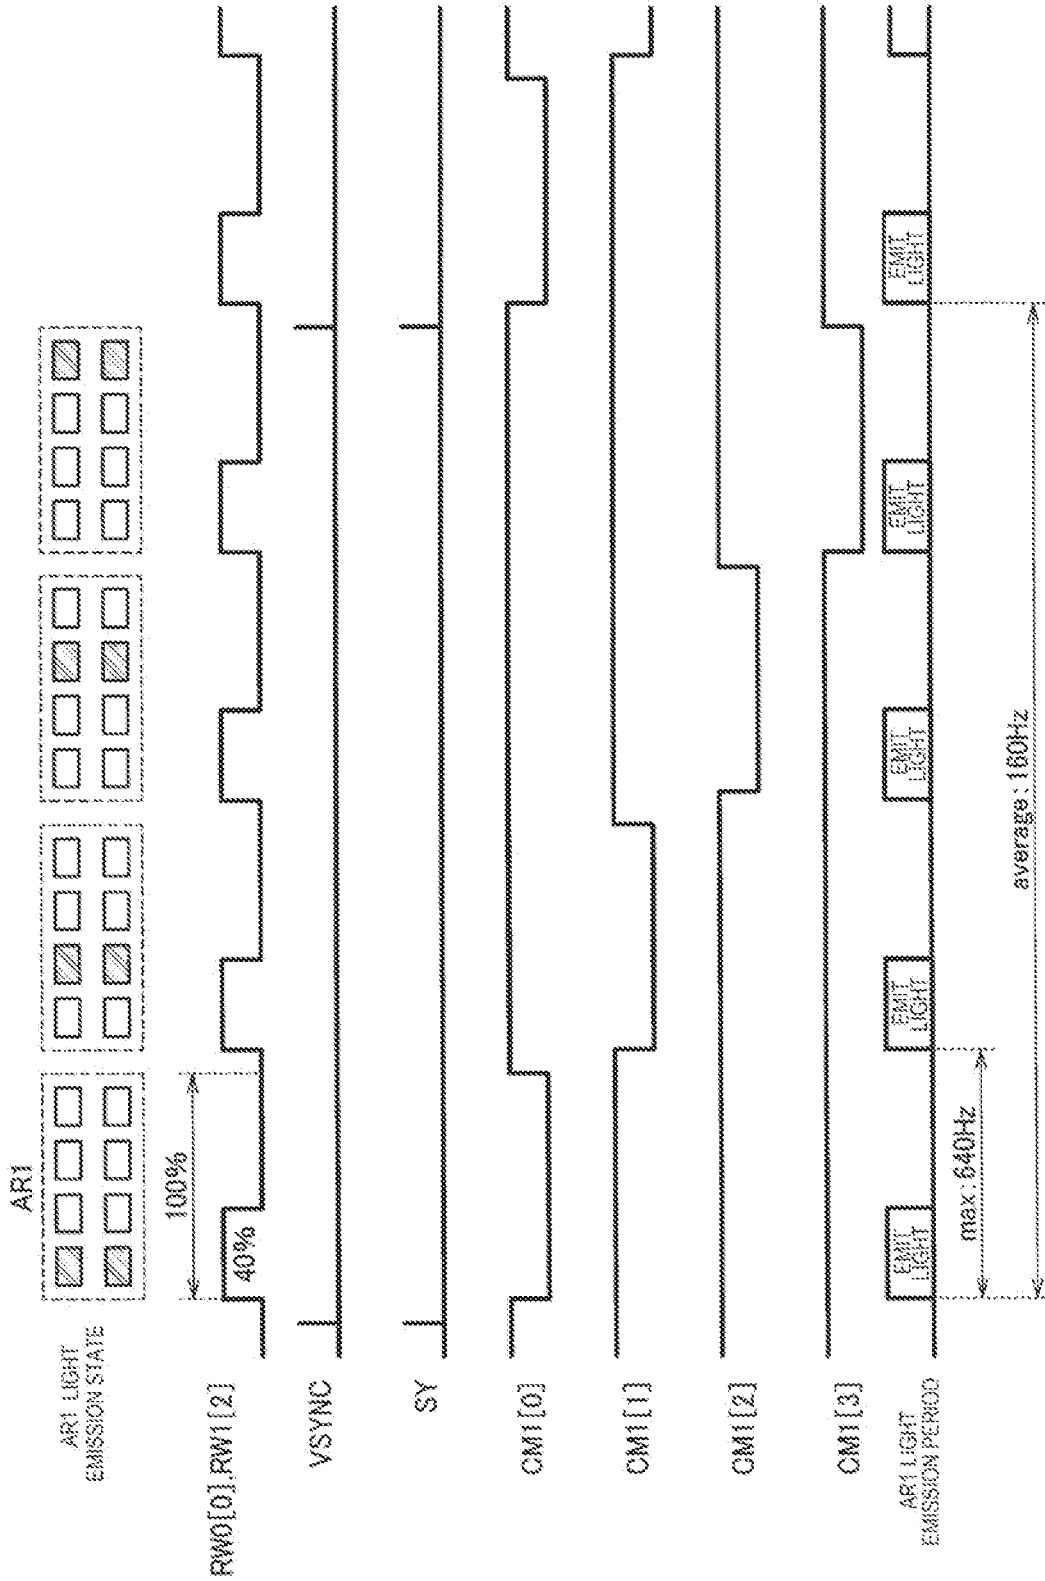 AR1
AR1 LIGHT
EMISSION STATE
100%
40%
RW0[0],RW1[2]
VSYNC
SY
CM1[0]
CM1[1]
CM1[2]
CM1[3]
AR1 LIGHT
EMISSION PERIOD
EMIT
LIGHT
EMIT
LIGHT
EMIT
LIGHT
EMIT
LIGHT
EMIT
LIGHT
max:640Hz
average:160Hz